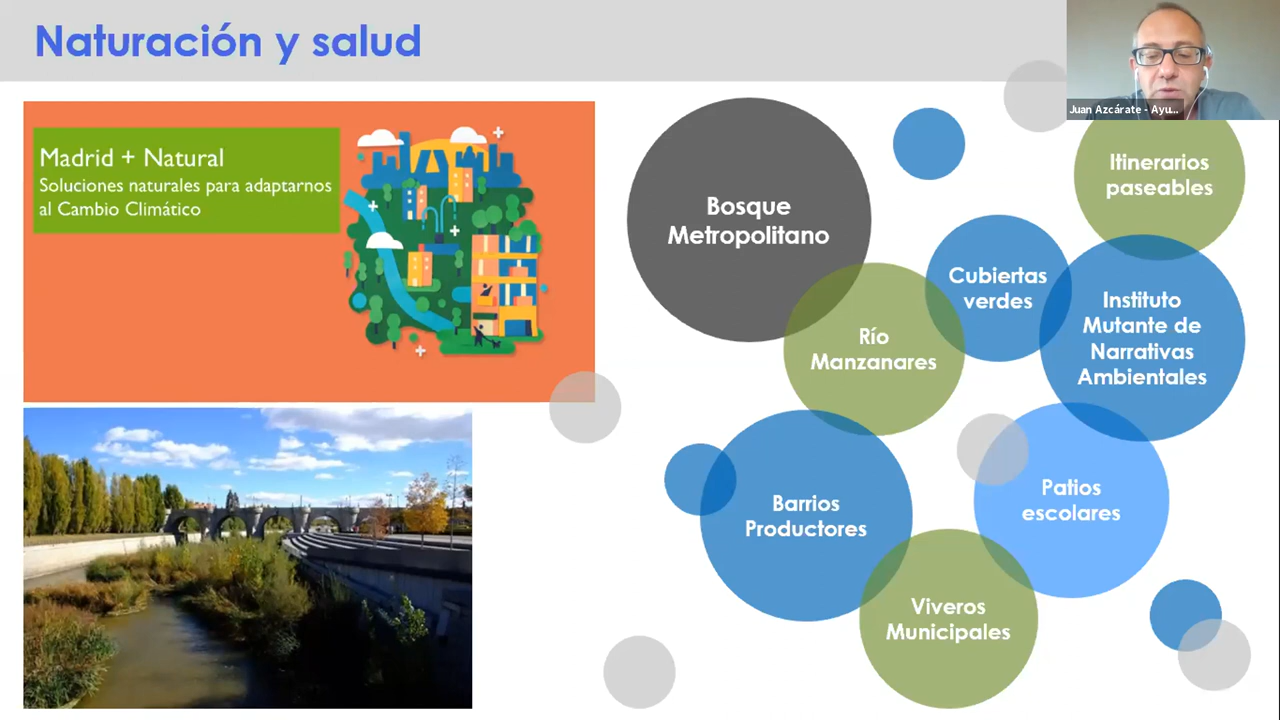 Naturación y salud
Juan Azcárate - Ayu...
Madrid + Natural
Soluciones naturales para adaptarnos
al Cambio Climático
Bosque
Metropolitano
Itinerarios
paseables
Cubiertas
verdes
Instituto
Mutante de
Narrativas
Ambientales
Río
Manzanares
Barrios
Productores
Patios
escolares
Viveros
Municipales